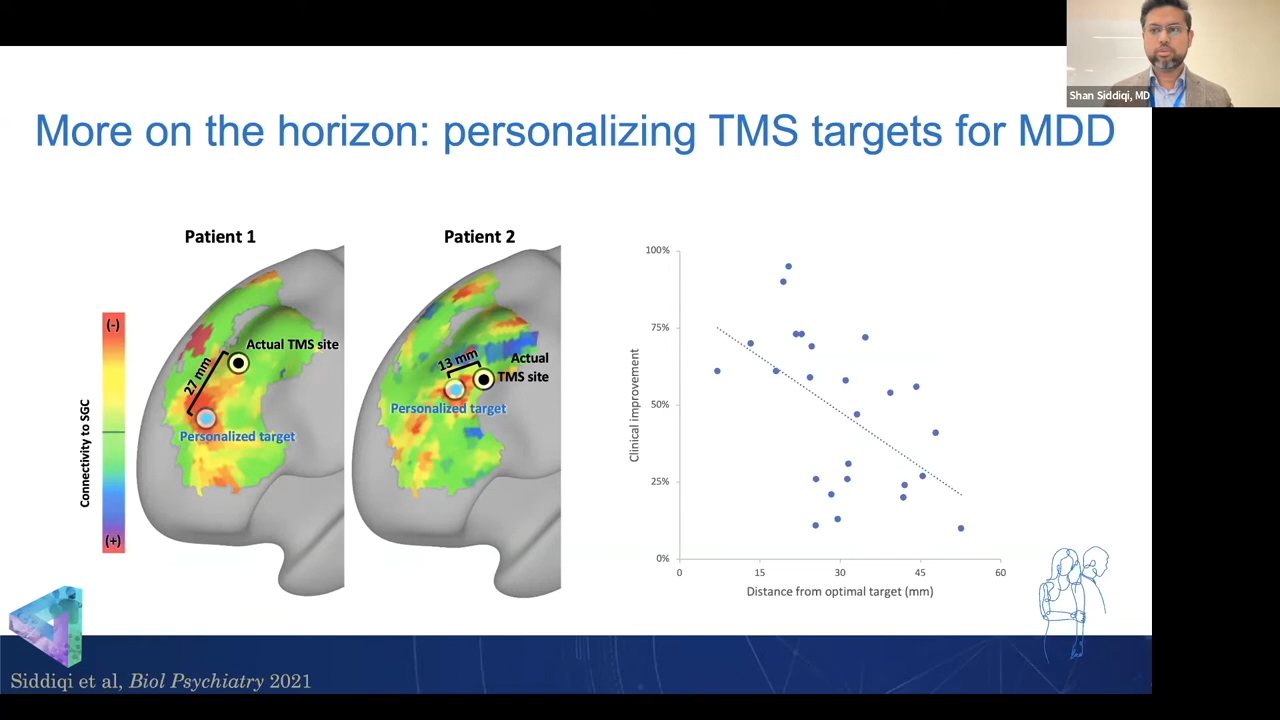 Shan Siddiqi, MD
More on the horizon: personalizing TMS targets for MDD
Patient 1
Patient 2
(-)
Connectivity to SGC
(+)
Actual TMS site
27 mm
Personalized target
13 mm
Actual
TMS site
Personalized target
100%
75%
50%
25%
0%
Clinical improvement
0
15
30
45
60
Distance from optimal target (mm)
Siddiqi et al, Biol Psychiatry 2021